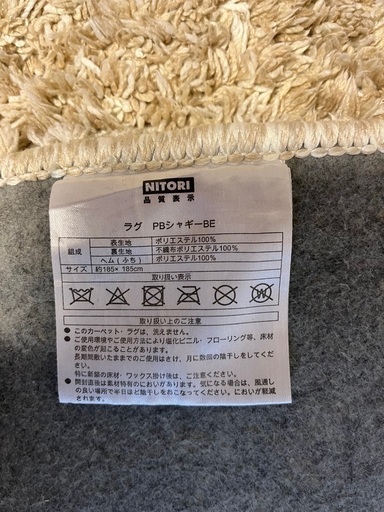 NITORI
品質表示
ラグ PBシャギーBE
組成 表生地 ポリエステル100%
裏生地 不織布ポリエステル100%
ヘム(ふち) ポリエステル100%
サイズ 約185×185cm
取り扱い表示
取り扱い上のご注意
●このカーペット・ラグは、洗えません。
●ご使用環境やご使用方法により塩化ビニル・フローリング等、床材
の変色が起こることがあります。
長期間敷いたままでのご使用はさけ、月に数回の陰干しをしてくだ
さい。
特に新築の床材・ワックス掛け後は、ご注意ください。
●開封直後は素材特有のにおいがあります。気になる場合は、風通し
の良い場所で半日ほど陰干しをおこなってください。においが軽減
されます。